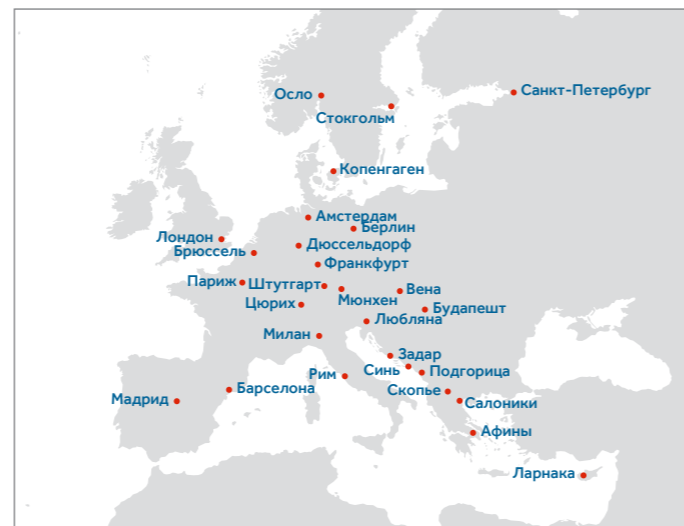 Осло
Санкт-Петербург
Стокгольм
Копенгаген
Амстердам
Берлин
Лондон
Дюссельдорф
Брюссель
Франкфурт
Париж
Штутгарт
Мюнхен
Вена
Цюрих
Будапешт
Любляна
Милан
Задар
Синь
Подгорица
Рим
Скопье
Барселона
Мадрид
Салоники
Афины
Ларнака